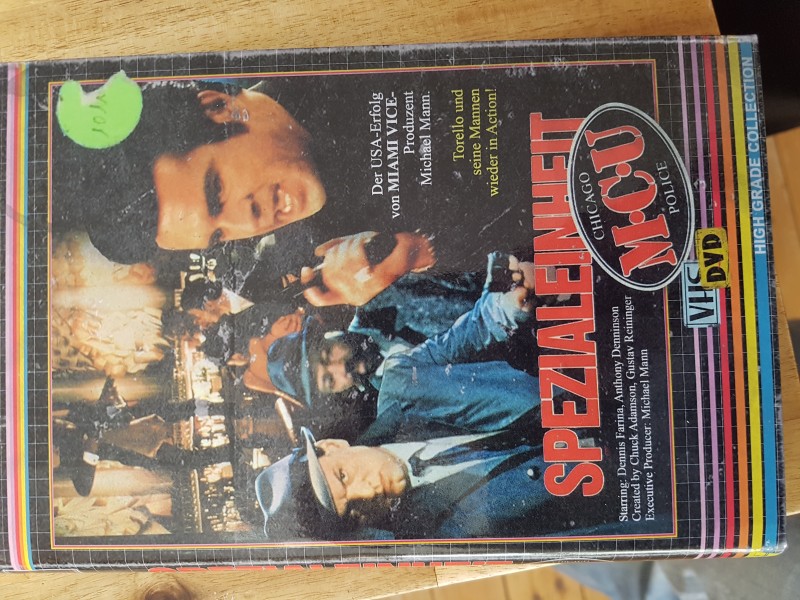 1011
Der USA-Erfolg
von MIAMI VICE-
Produzent
Michael Mann.
Torello und
seine Mannen
wieder in Action!
SPEZIALEINHEIT
CHICAGO
M·C·U
POLICE
Starring: Dennis Farina, Anthony Denninson
Created by Chuck Adamson, Gustav Reininger
Executive Producer: Michael Mann
VHS
DVD
HIGH GRADE COLLECTION